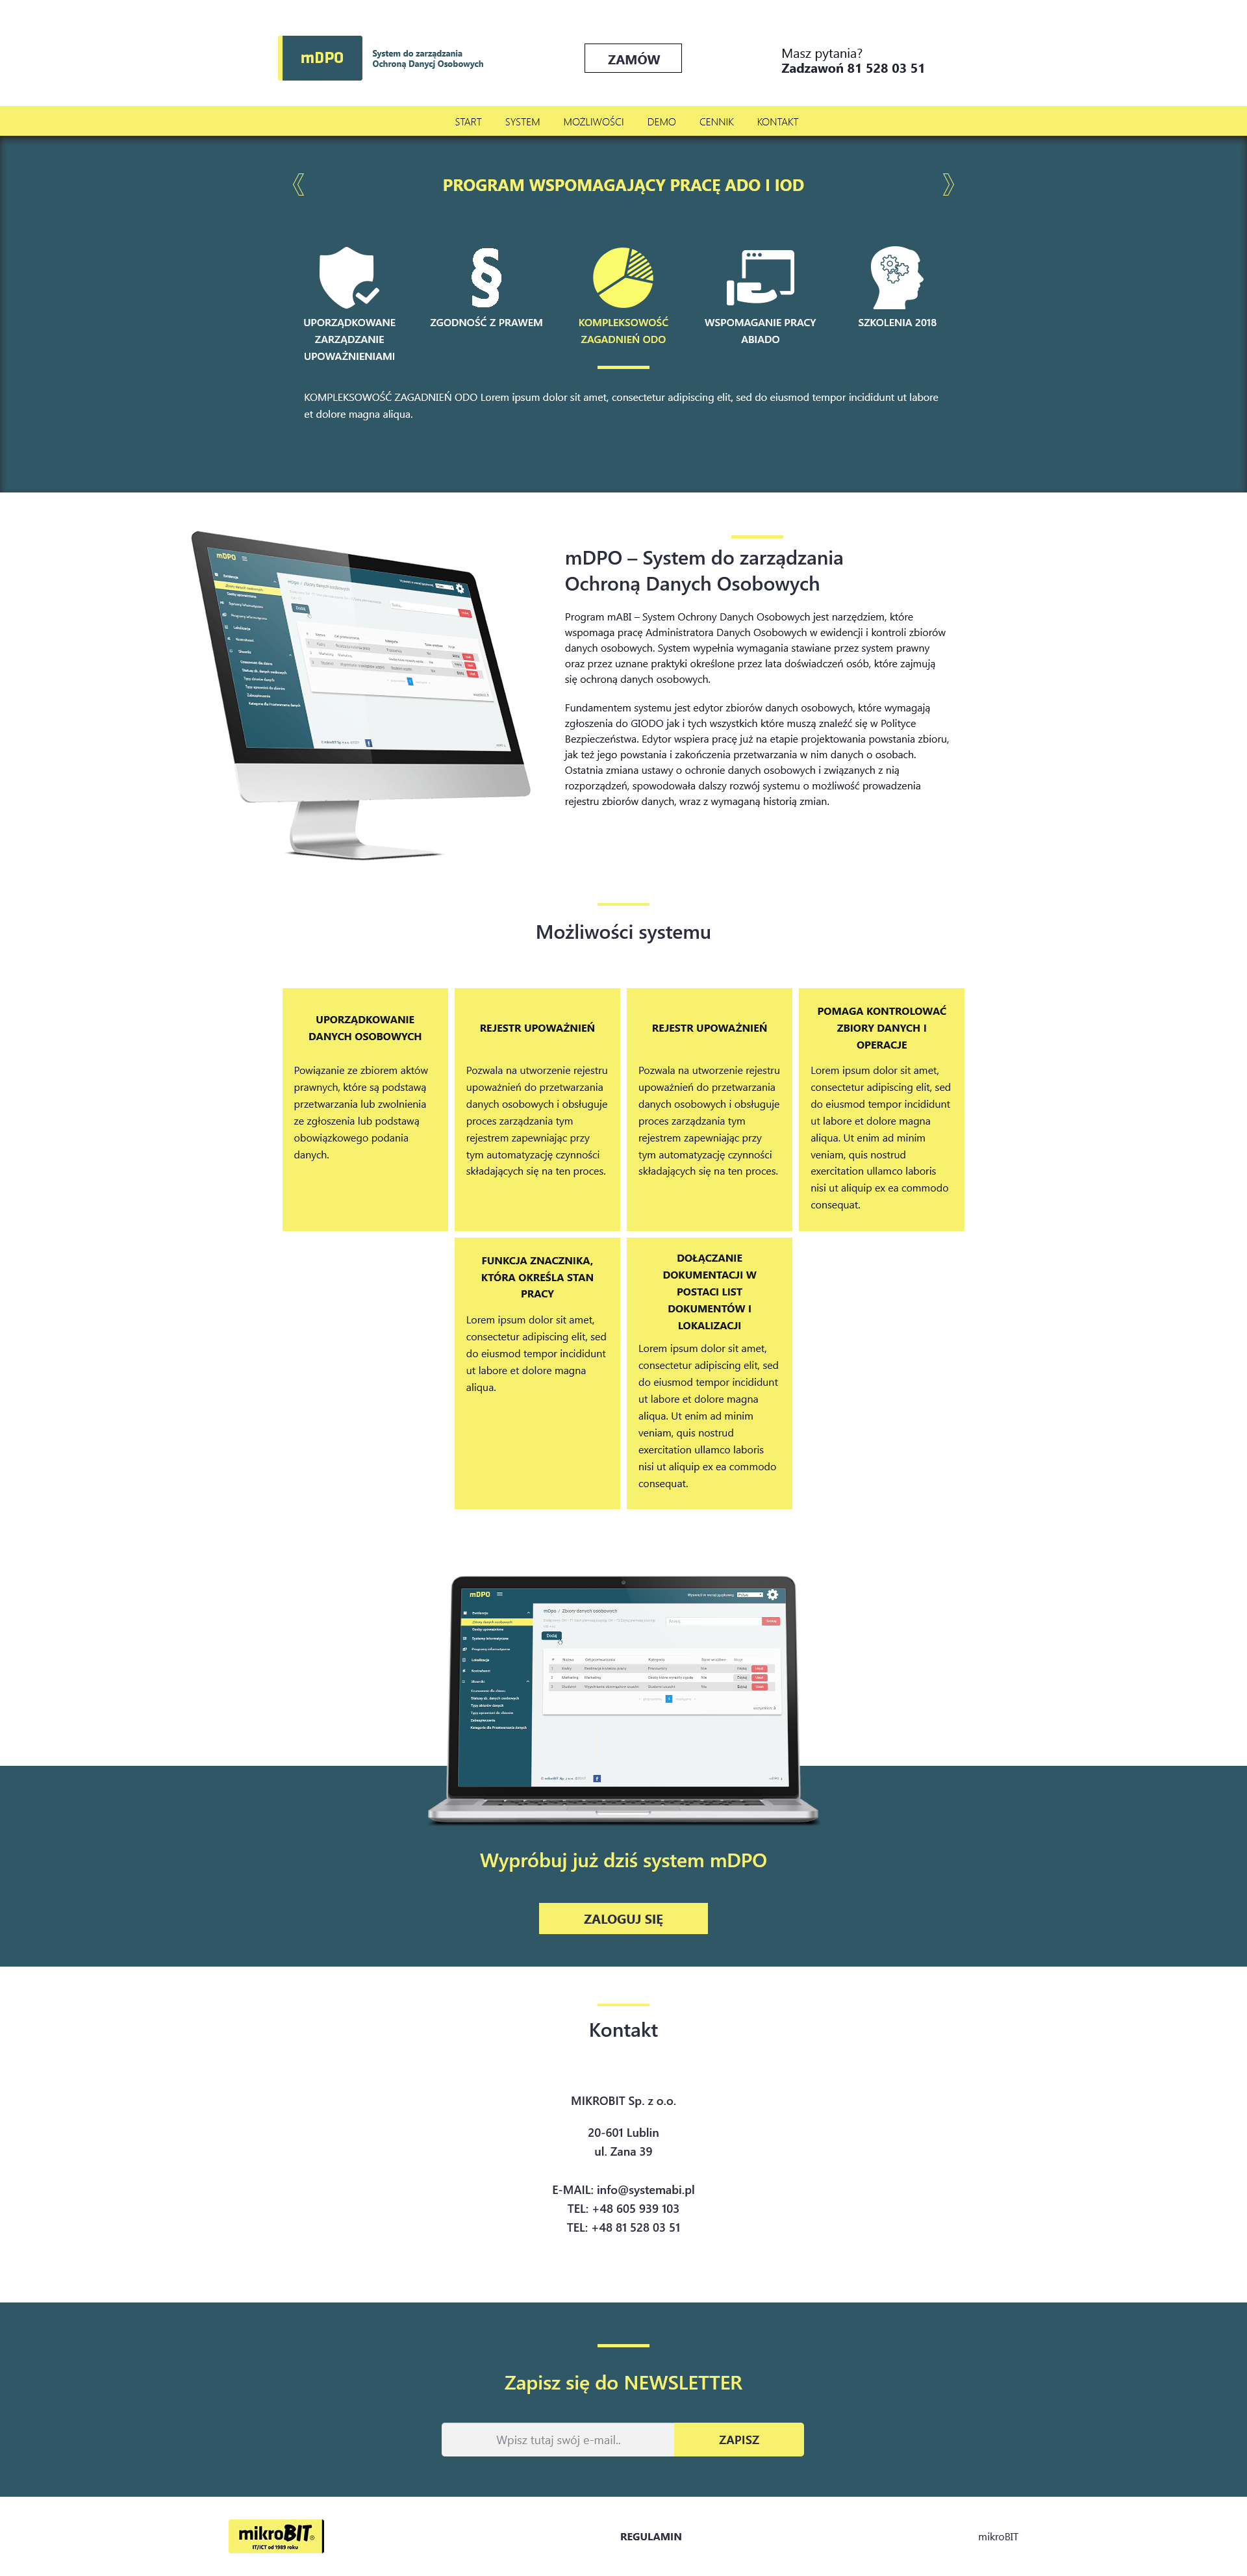 mDPO
System do zarządzania
Ochroną Danycj Osobowych
ZAMÓW
Masz pytania?
Zadzawoń 81 528 03 51
START SYSTEM MOŻLIWOŚCI DEMO CENNIK KONTAKT
PROGRAM WSPOMAGAJĄCY PRACĘ ADO I IOD
UPORZĄDKOWANE
ZARZĄDZANIE
UPOWAŻNIENIAMI
ZGODNOŚĆ Z PRAWEM
KOMPLEKSOWOŚĆ
ZAGADNIEŃ ODO
WSPOMAGANIE PRACY
ABIADO
SZKOLENIA 2018
KOMPLEKSOWOŚĆ ZAGADNIEŃ ODO Lorem ipsum dolor sit amet, consectetur adipiscing elit, sed do eiusmod tempor incididunt ut labore
et dolore magna aliqua.
mDPO
mDPO – System do zarządzania
Ochroną Danych Osobowych
Program mABI – System Ochrony Danych Osobowych jest narzędziem, które
wspomaga pracę Administratora Danych Osobowych w ewidencji i kontroli zbiorów
danych osobowych. System wypełnia wymagania stawiane przez system prawny
oraz przez uznane praktyki określone przez lata doświadczeń osób, które zajmują
się ochroną danych osobowych.
Fundamentem systemu jest edytor zbiorów danych osobowych, które wymagają
zgłoszenia do GIODO jak i tych wszystkich które muszą znaleźć się w Polityce
Bezpieczeństwa. Edytor wspiera pracę już na etapie projektowania powstania zbioru,
jak też jego powstania i zakończenia przetwarzania w nim danych o osobach.
Ostatnia zmiana ustawy o ochronie danych osobowych i związanych z nią
rozporządzeń, spowodowała dalszy rozwój systemu o możliwość prowadzenia
rejestru zbiorów danych, wraz z wymaganą historią zmian.
Możliwości systemu
UPORZĄDKOWANIE
DANYCH OSOBOWYCH
Powiązanie ze zbiorem aktów
prawnych, które są podstawą
przetwarzania lub zwolnienia
ze zgłoszenia lub podstawą
obowiązkowego podania
danych.
REJESTR UPOWAŻNIEŃ
Pozwala na utworzenie rejestru
upoważnień do przetwarzania
danych osobowych i obsługuje
proces zarządzania tym
rejestrem zapewniając przy
tym automatyzację czynności
składających się na ten proces.
REJESTR UPOWAŻNIEŃ
Pozwala na utworzenie rejestru
upoważnień do przetwarzania
danych osobowych i obsługuje
proces zarządzania tym
rejestrem zapewniając przy
tym automatyzację czynności
składających się na ten proces.
POMAGA KONTROLOWAĆ
ZBIORY DANYCH I
OPERACJE
Lorem ipsum dolor sit amet,
consectetur adipiscing elit, sed
do eiusmod tempor incididunt
ut labore et dolore magna
aliqua. Ut enim ad minim
veniam, quis nostrud
exercitation ullamco laboris
nisi ut aliquip ex ea commodo
consequat.
FUNKCJA ZNACZNIKA,
KTÓRA OKREŚLA STAN
PRACY
Lorem ipsum dolor sit amet,
consectetur adipiscing elit, sed
do eiusmod tempor incididunt
ut labore et dolore magna
aliqua.
DOŁĄCZANIE
DOKUMENTACJI W
POSTACI LIST
DOKUMENTÓW I
LOKALIZACJI
Lorem ipsum dolor sit amet,
consectetur adipiscing elit, sed
do eiusmod tempor incididunt
ut labore et dolore magna
aliqua. Ut enim ad minim
veniam, quis nostrud
exercitation ullamco laboris
nisi ut aliquip ex ea commodo
consequat.
mDPO
mDpo / Zbiory danych osobowych
Dodaj
Wypróbuj już dziś system mDPO
ZALOGUJ SIĘ
Kontakt
MIKROBIT Sp. z o.o.
20-601 Lublin
ul. Zana 39
E-MAIL: info@systemabi.pl
TEL: +48 605 939 103
TEL: +48 81 528 03 51
Zapisz się do NEWSLETTER
Wpisz tutaj swój e-mail..
ZAPISZ
mikroBIT®
IT/ICT od 1989 roku
REGULAMIN
mikroBIT